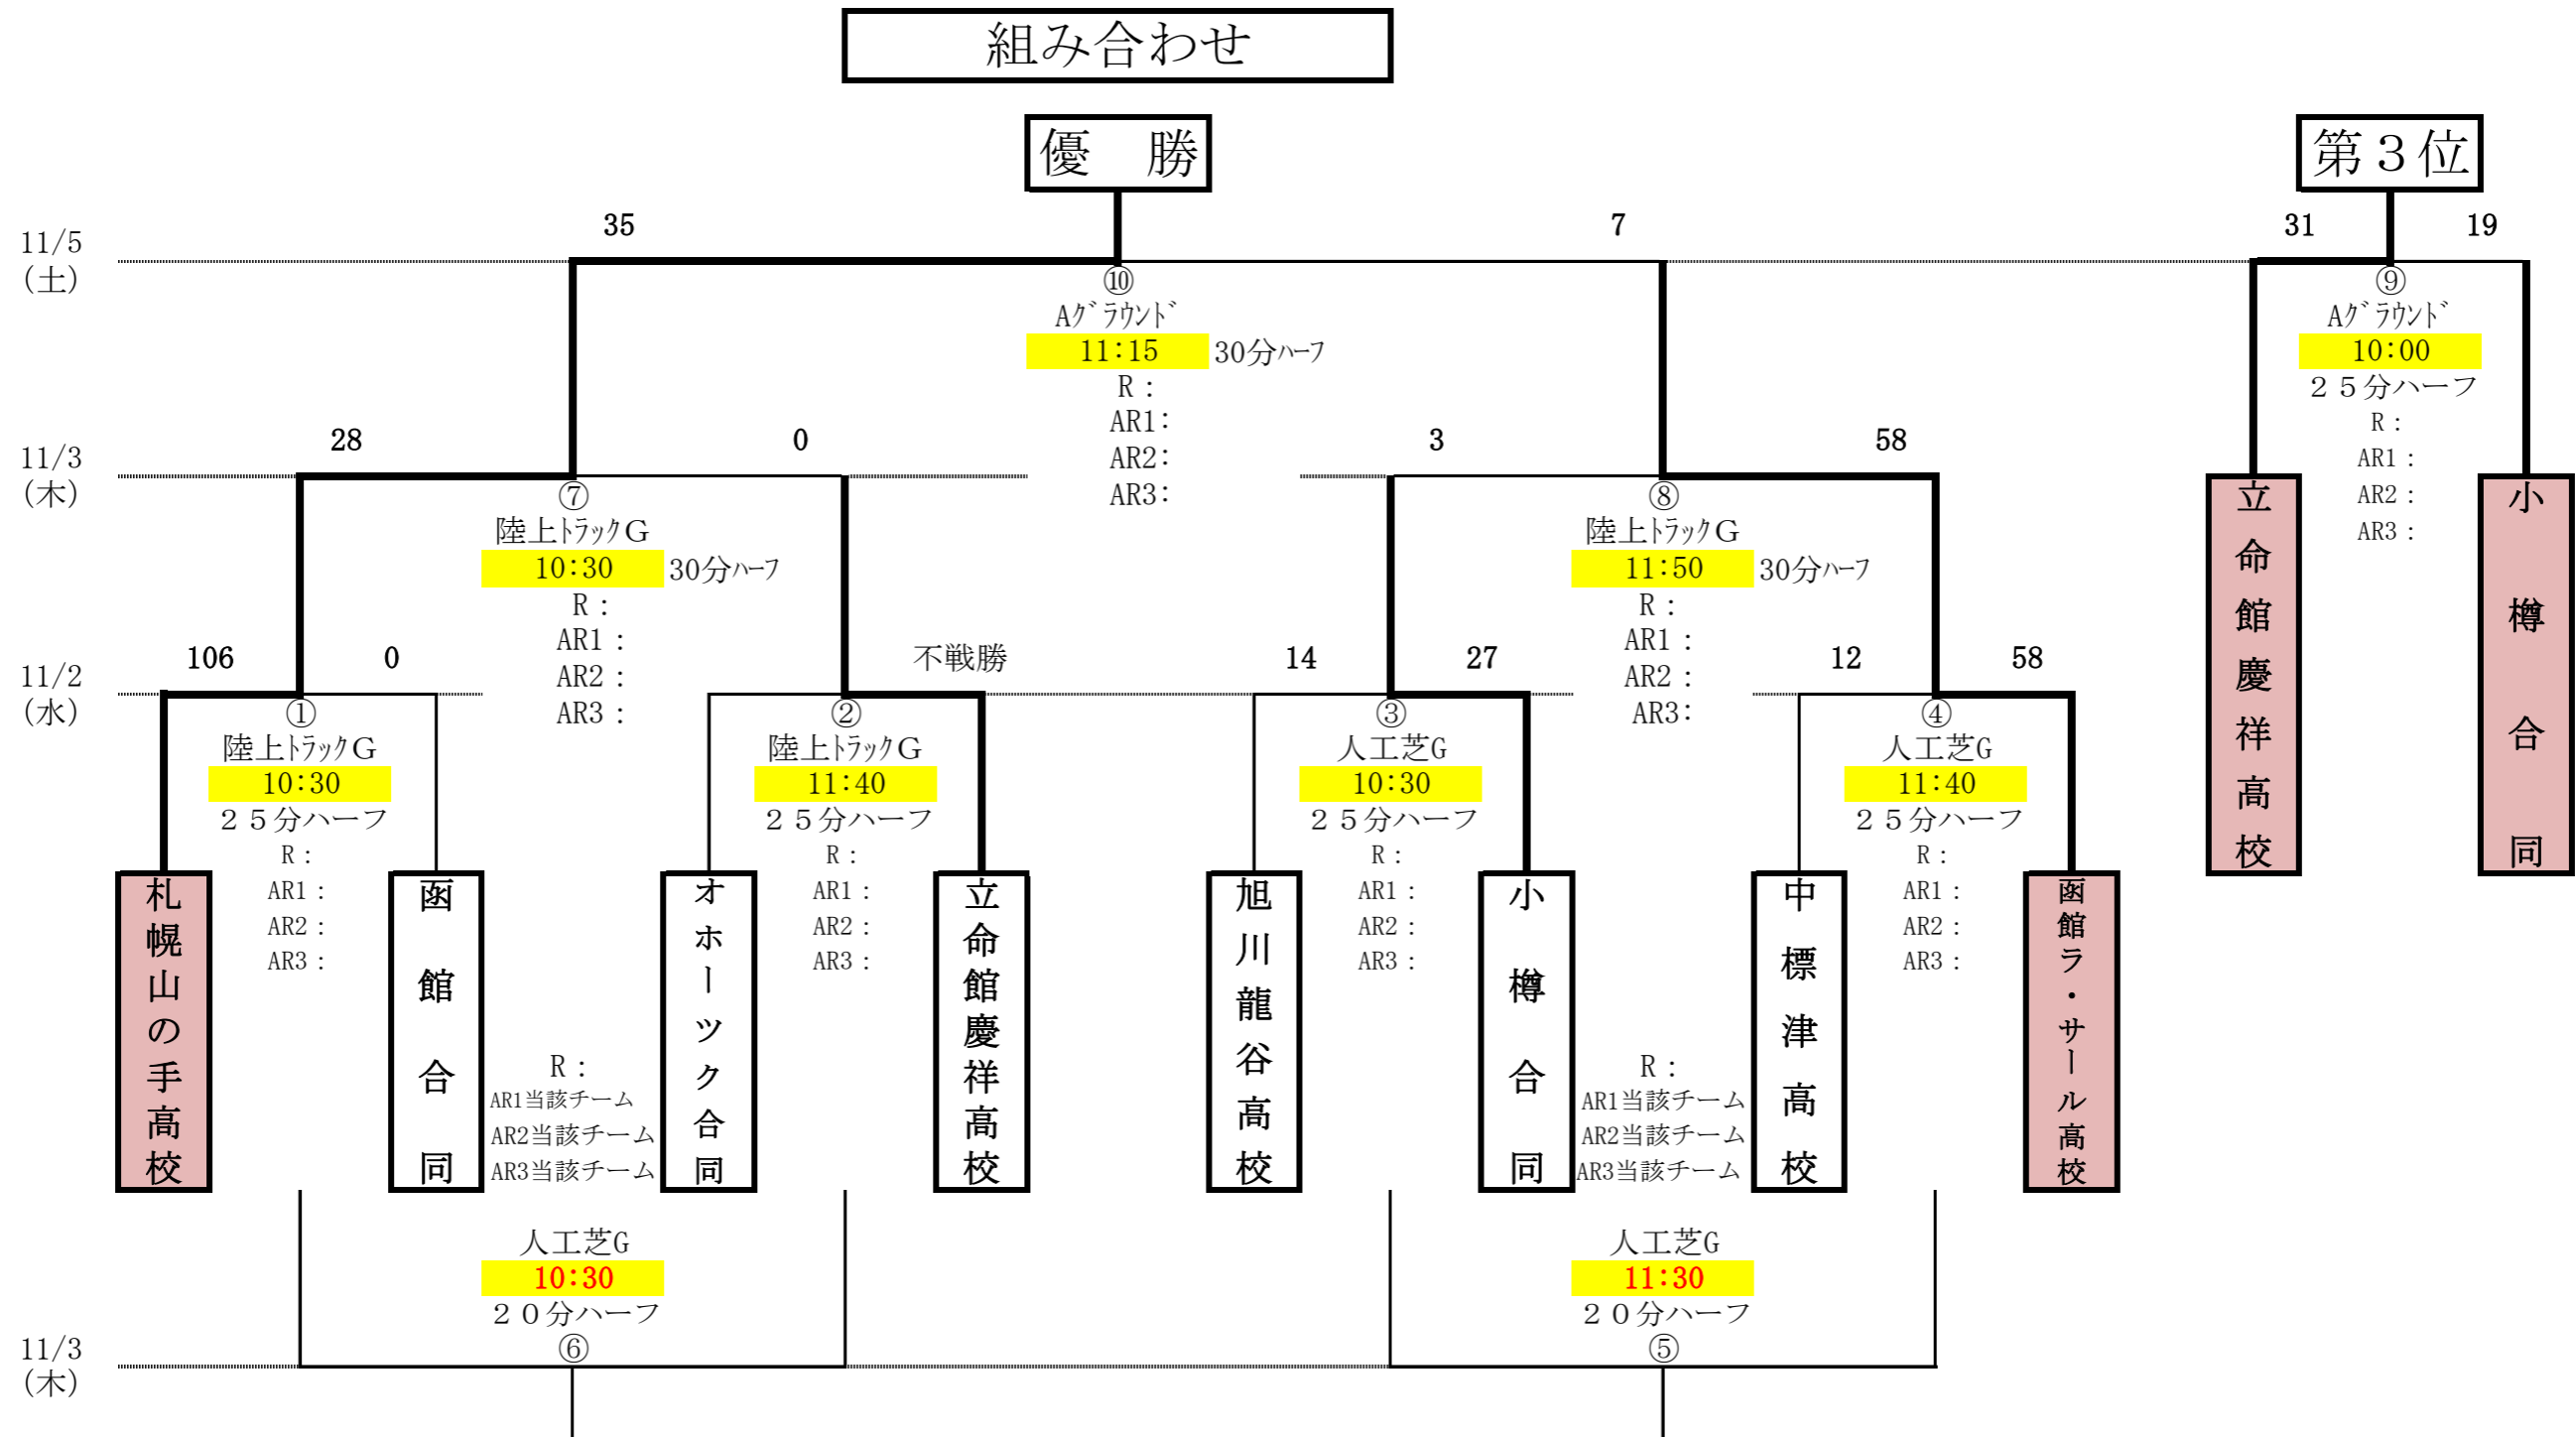 組み合わせ
優　勝
第３位
35
7
31
19
11/5
(土)
⑩
Aｸﾞﾗｳﾝﾄﾞ
11:15
30分ﾊｰﾌ
R：
AR1：
AR2：
AR3：
⑨
Aｸﾞﾗｳﾝﾄﾞ
10:00
２５分ハーフ
R：
AR1：
AR2：
AR3：
28
0
3
58
11/3
(木)
⑦
陸上ﾄﾗｯｸＧ
10:30
30分ﾊｰﾌ
R：
AR1：
AR2：
AR3：
⑧
陸上ﾄﾗｯｸＧ
11:50
30分ﾊｰﾌ
R：
AR1：
AR2：
AR3：
立命館慶祥高校
小樽合同
106
0
不戦勝
14
27
12
58
11/2
(水)
①
陸上ﾄﾗｯｸＧ
10:30
２５分ハーフ
R：
AR1：
AR2：
AR3：
②
陸上ﾄﾗｯｸＧ
11:40
２５分ハーフ
R：
AR1：
AR2：
AR3：
③
人工芝G
10:30
２５分ハーフ
R：
AR1：
AR2：
AR3：
④
人工芝G
11:40
２５分ハーフ
R：
AR1：
AR2：
AR3：
札幌山の手高校
函館合同
オホーツク合同
立命館慶祥高校
旭川龍谷高校
小樽合同
中標津高校
函館ラ・サール高校
R：
AR1当該チーム
AR2当該チーム
AR3当該チーム
R：
AR1当該チーム
AR2当該チーム
AR3当該チーム
人工芝G
10:30
２０分ハーフ
⑥
人工芝G
11:30
２０分ハーフ
⑤
11/3
(木)